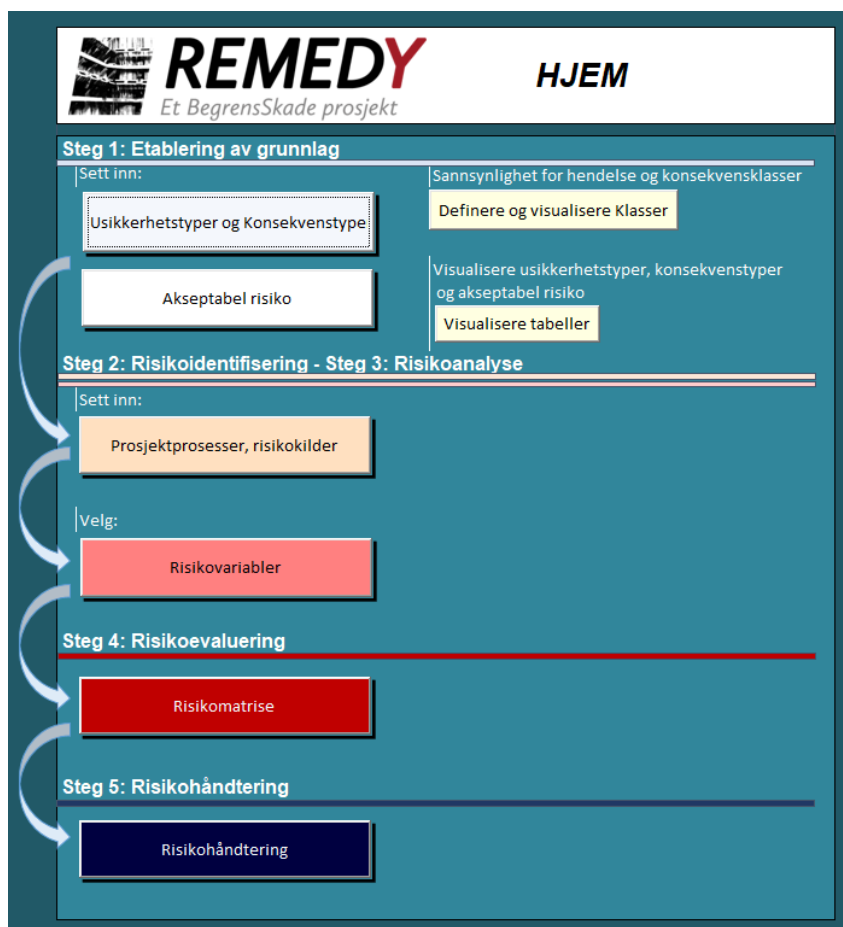 REMEDY
Et BegrensSkade prosjekt
HJEM
Steg 1: Etablering av grunnlag
Sett inn:
Usikkerhetstyper og Konsekvenstype
Akseptabel risiko
Sannsynlighet for hendelse og konsekvensklasser
Definere og visualisere Klasser
Visualisere usikkerhetstyper, konsekvenstyper
og akseptabel risiko
Visualisere tabeller
Steg 2: Risikoidentifisering - Steg 3: Risikoanalyse
Sett inn:
Prosjektprosesser, risikokilder
Velg:
Risikovariabler
Steg 4: Risikoevaluering
Risikomatrise
Steg 5: Risikohåndtering
Risikohåndtering